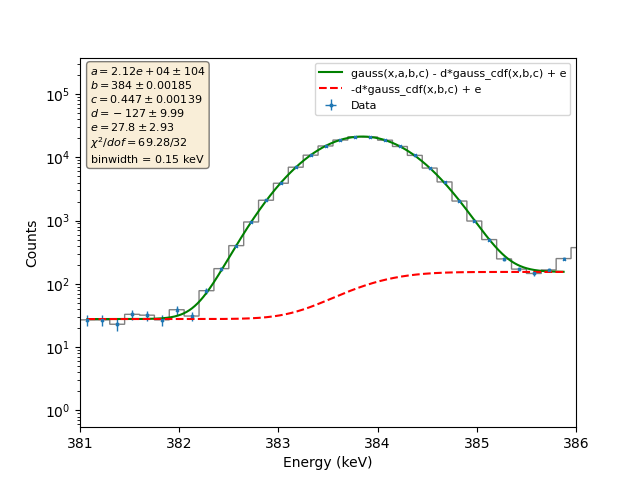 a = 2.12e + 04 ± 104
b = 384 ± 0.00185
c = 0.447 ± 0.00139
d = −127 ± 9.99
e = 27.8 ± 2.93
χ²/dof = 69.28/32
binwidth = 0.15 keV
gauss(x,a,b,c) - d*gauss_cdf(x,b,c) + e
-d*gauss_cdf(x,b,c) + e
Data
10⁵
10⁴
10³
10²
10¹
10⁰
Counts
381 382 383 384 385 386
Energy (keV)